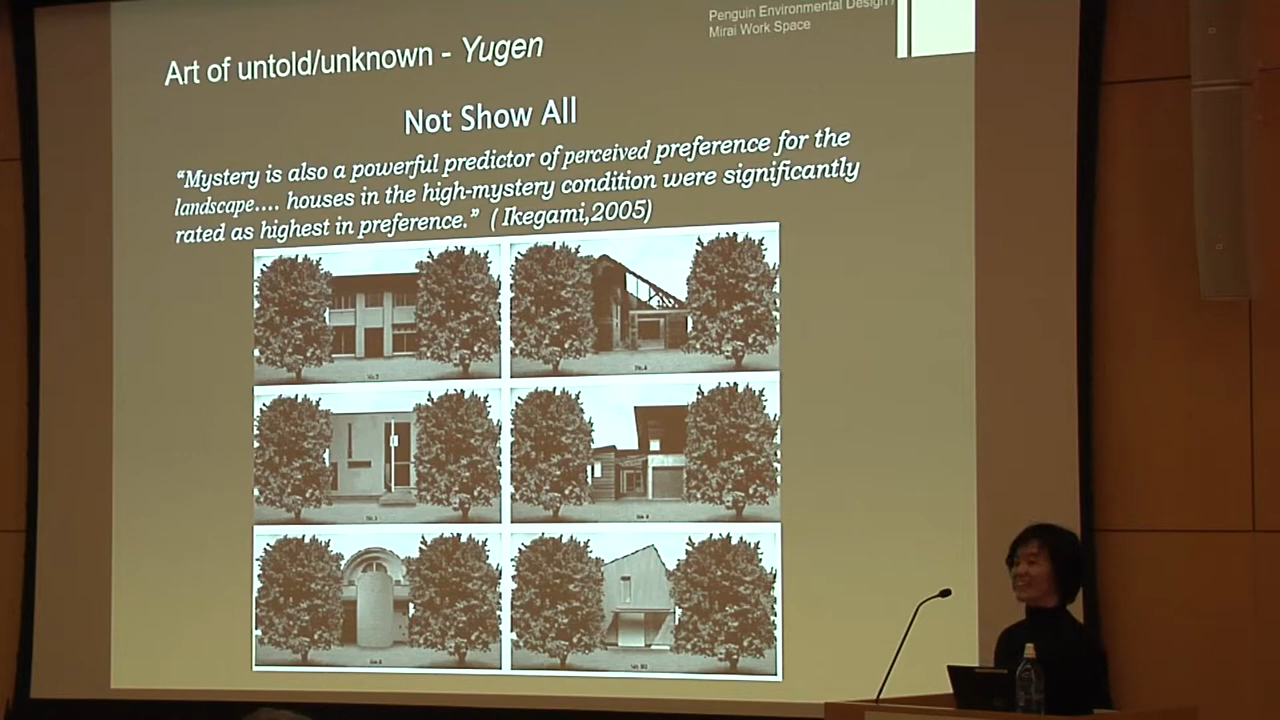 Penguin Environmental Design /
Mirai Work Space
Art of untold/unknown - Yugen
Not Show All
“Mystery is also a powerful predictor of perceived preference for the
landscape.... houses in the high-mystery condition were significantly
rated as highest in preference.” ( Ikegami,2005)